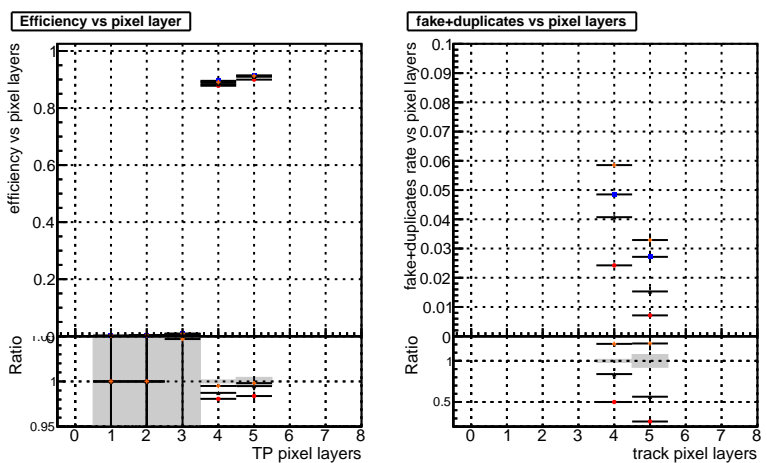 Efficiency vs pixel layer
efficiency vs pixel layers
1
0.8
0.6
0.4
0.2
0
Ratio
1
0.95
0 1 2 3 4 5 6 7 8
TP pixel layers
fake+duplicates vs pixel layers
fake+duplicates rate vs pixel layers
0.1
0.09
0.08
0.07
0.06
0.05
0.04
0.03
0.02
0.01
0
Ratio
1
0.5
0 1 2 3 4 5 6 7 8
track pixel layers